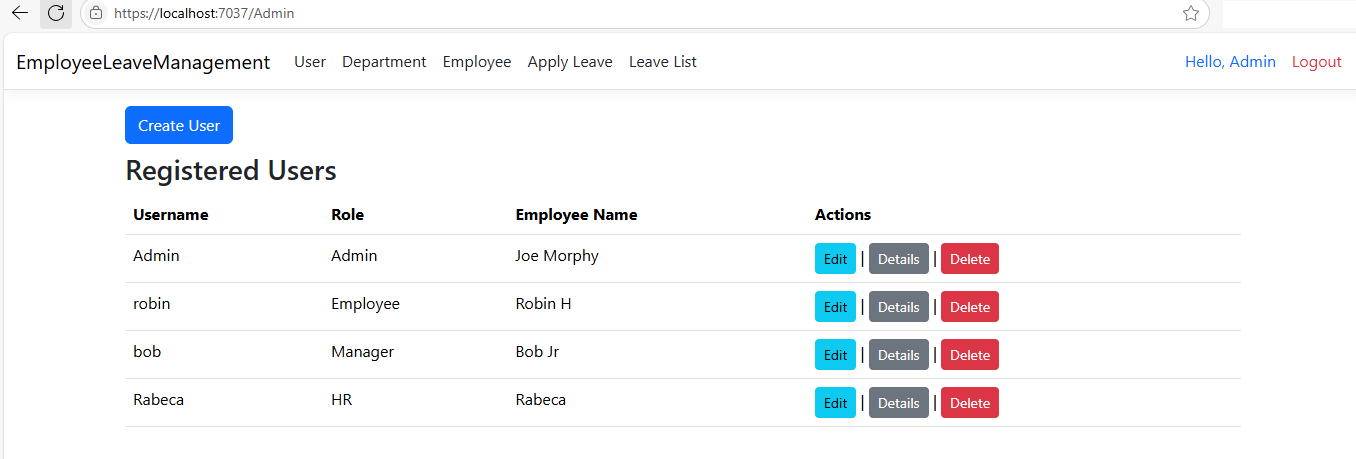 https://localhost:7037/Admin
EmployeeLeaveManagement User Department Employee Apply Leave Leave List Hello, Admin Logout
Create User
Registered Users
Username Role Employee Name Actions
Admin Admin Joe Morphy Edit | Details | Delete
robin Employee Robin H Edit | Details | Delete
bob Manager Bob Jr Edit | Details | Delete
Rabeca HR Rabeca Edit | Details | Delete